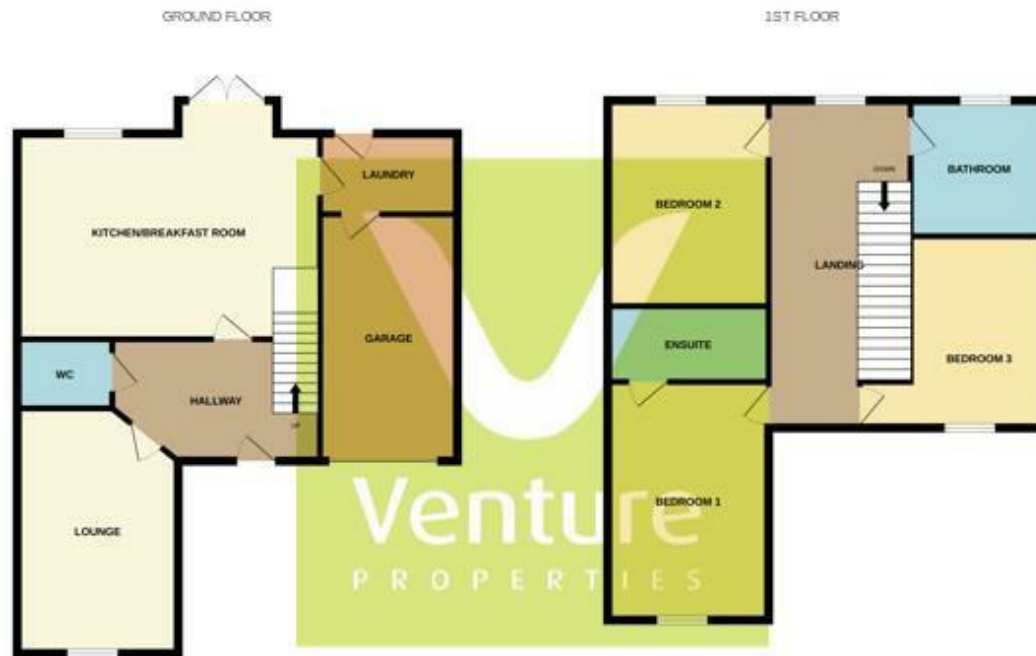 GROUND FLOOR
1ST FLOOR
KITCHEN/BREAKFAST ROOM
LAUNDRY
GARAGE
WC
HALLWAY
UP
LOUNGE
BEDROOM 2
BATHROOM
DOWN
LANDING
ENSUITE
BEDROOM 3
BEDROOM 1
Venture
PROPERTIES